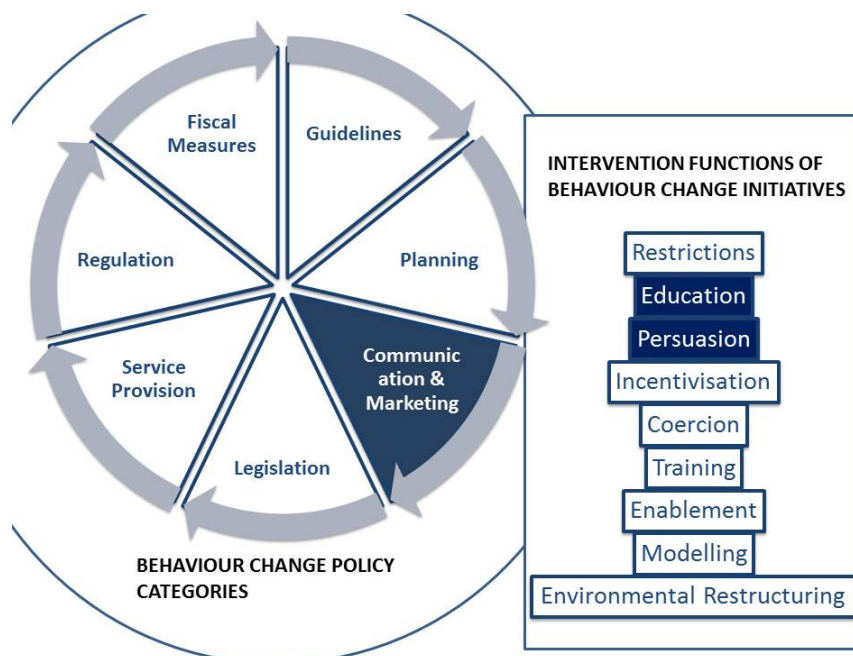 Fiscal
Measures
Guidelines
Regulation
Planning
Service
Provision
Communic
ation &
Marketing
Legislation
BEHAVIOUR CHANGE POLICY
CATEGORIES
INTERVENTION FUNCTIONS OF
BEHAVIOUR CHANGE INITIATIVES
Restrictions
Education
Persuasion
Incentivisation
Coercion
Training
Enablement
Modelling
Environmental Restructuring